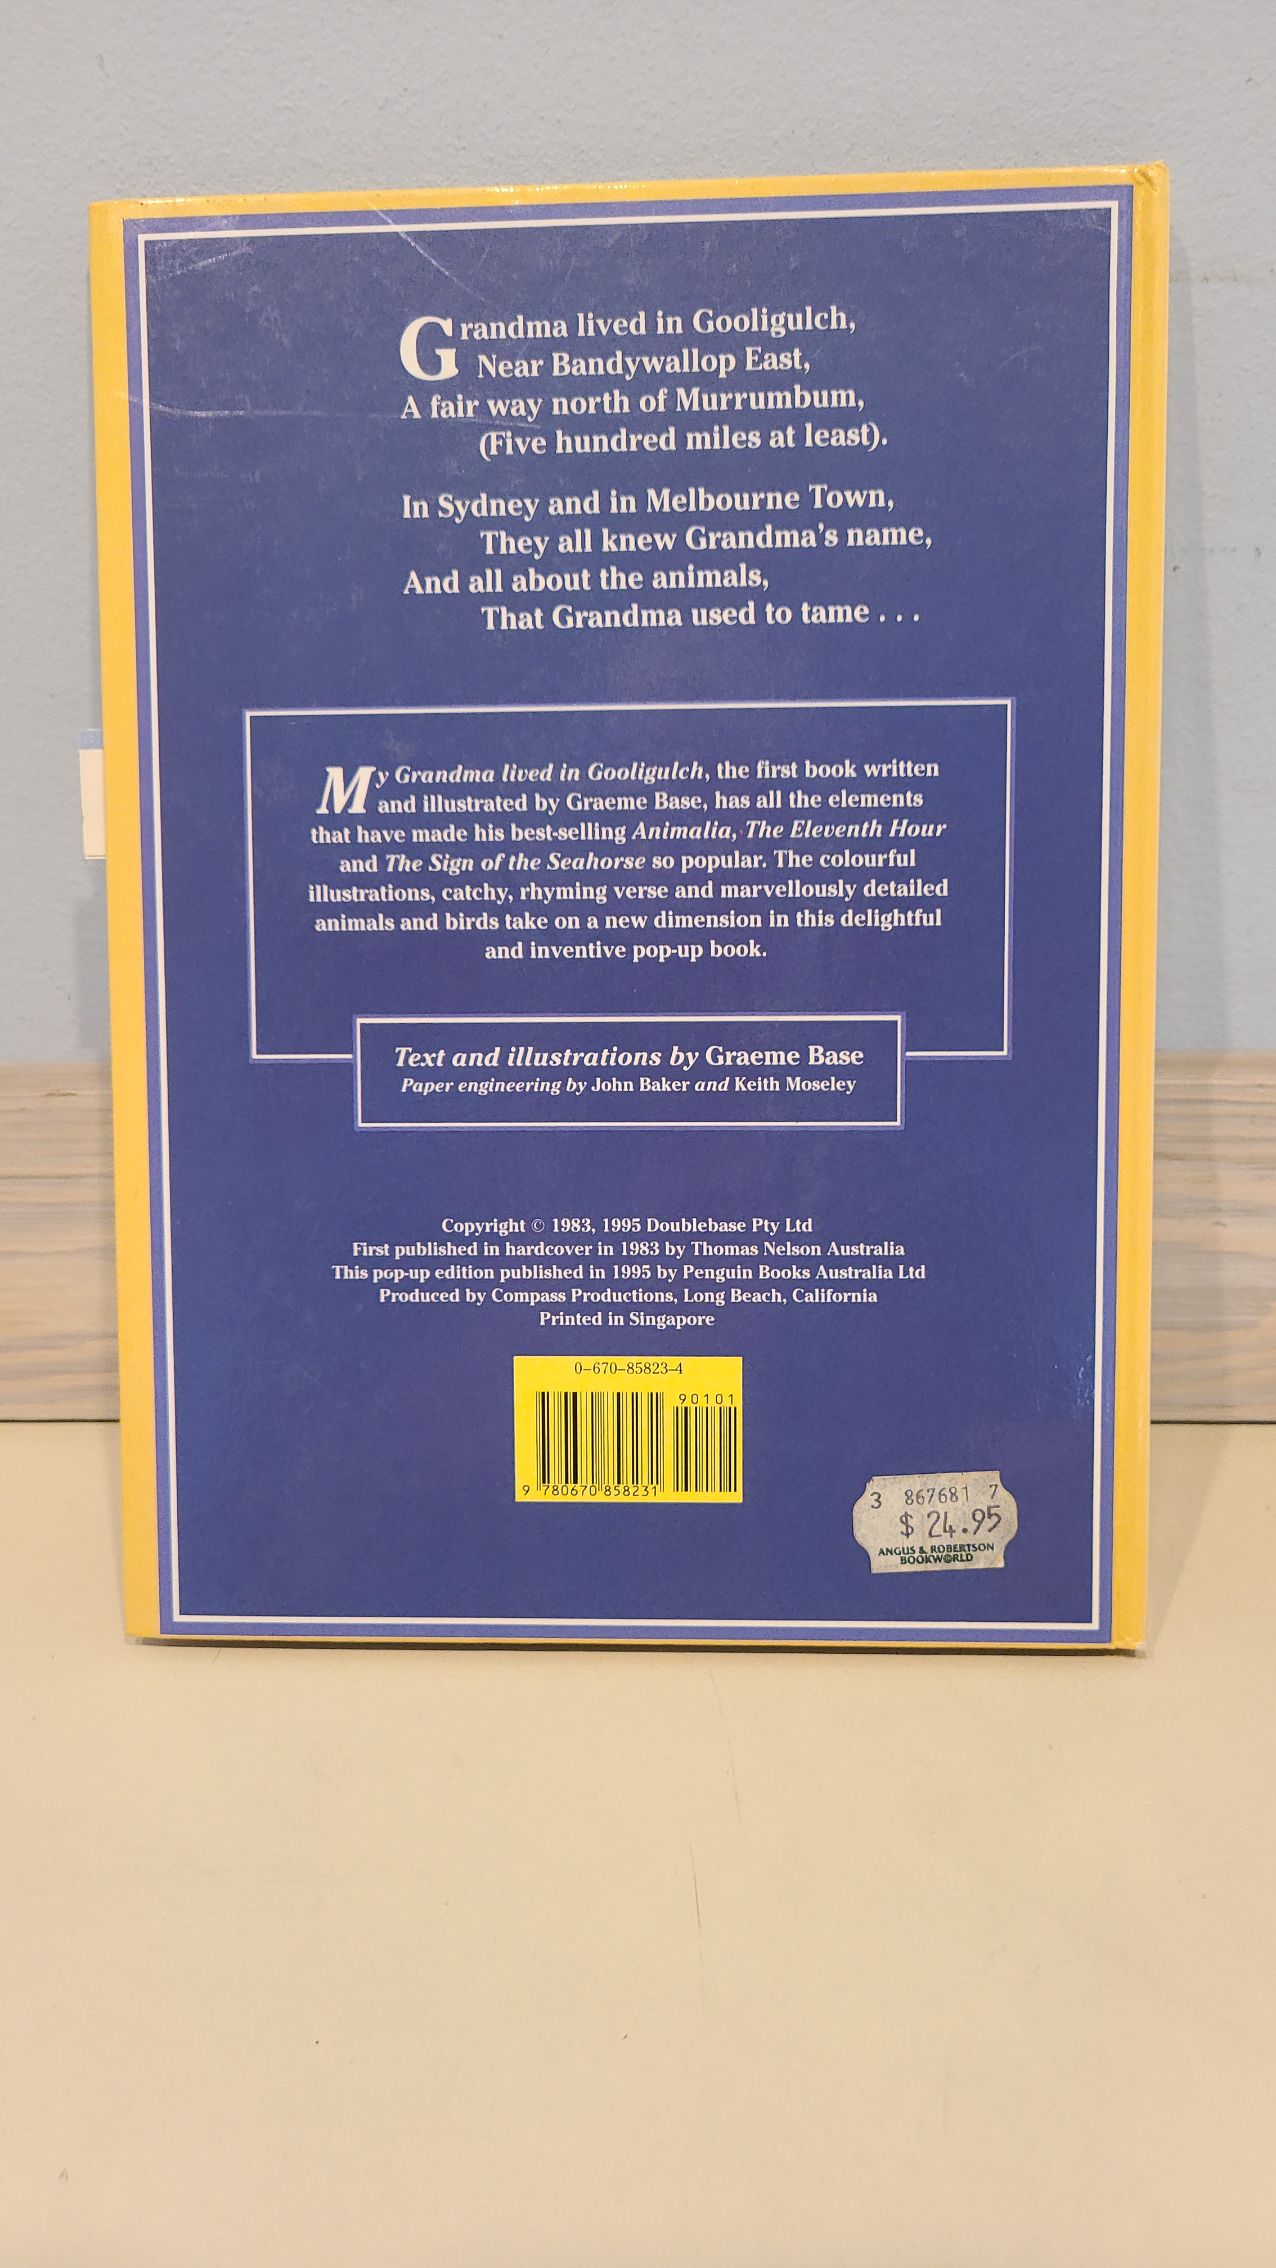 Grandma lived in Gooligulch,
Near Bandywallop East,
A fair way north of Murrumbum,
(Five hundred miles at least).
In Sydney and in Melbourne Town,
They all knew Grandma's name,
And all about the animals,
That Grandma used to tame . . .
My Grandma lived in Gooligulch, the first book written
and illustrated by Graeme Base, has all the elements
that have made his best-selling Animalia, The Eleventh Hour
and The Sign of the Seahorse so popular. The colourful
illustrations, catchy, rhyming verse and marvellously detailed
animals and birds take on a new dimension in this delightful
and inventive pop-up book.
Text and illustrations by Graeme Base
Paper engineering by John Baker and Keith Moseley
Copyright © 1983, 1995 Doublebase Pty Ltd
First published in hardcover in 1983 by Thomas Nelson Australia
This pop-up edition published in 1995 by Penguin Books Australia Ltd
Produced by Compass Productions, Long Beach, California
Printed in Singapore
0-670-85823-4
90101
9 780670 858231
3 867681 7
$ 24.95
ANGUS & ROBERTSON
BOOKWORLD